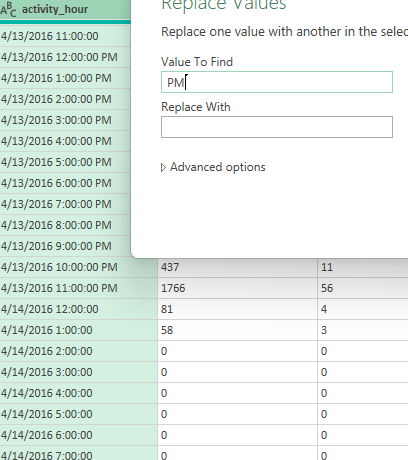 ABC activity_hour
Replace Values
Replace one value with another in the selec
Value To Find
PM
Replace With
Advanced options
4/13/2016 11:00:00
4/13/2016 12:00:00 PM
4/13/2016 1:00:00 PM
4/13/2016 2:00:00 PM
4/13/2016 3:00:00 PM
4/13/2016 4:00:00 PM
4/13/2016 5:00:00 PM
4/13/2016 6:00:00 PM
4/13/2016 7:00:00 PM
4/13/2016 8:00:00 PM
4/13/2016 9:00:00 PM
4/13/2016 10:00:00 PM 437 11
4/13/2016 11:00:00 PM 1766 56
4/14/2016 12:00:00 81 4
4/14/2016 1:00:00 58 3
4/14/2016 2:00:00 0 0
4/14/2016 3:00:00 0 0
4/14/2016 4:00:00 0 0
4/14/2016 5:00:00 0 0
4/14/2016 6:00:00 0 0
4/14/2016 7:00:00 0 0